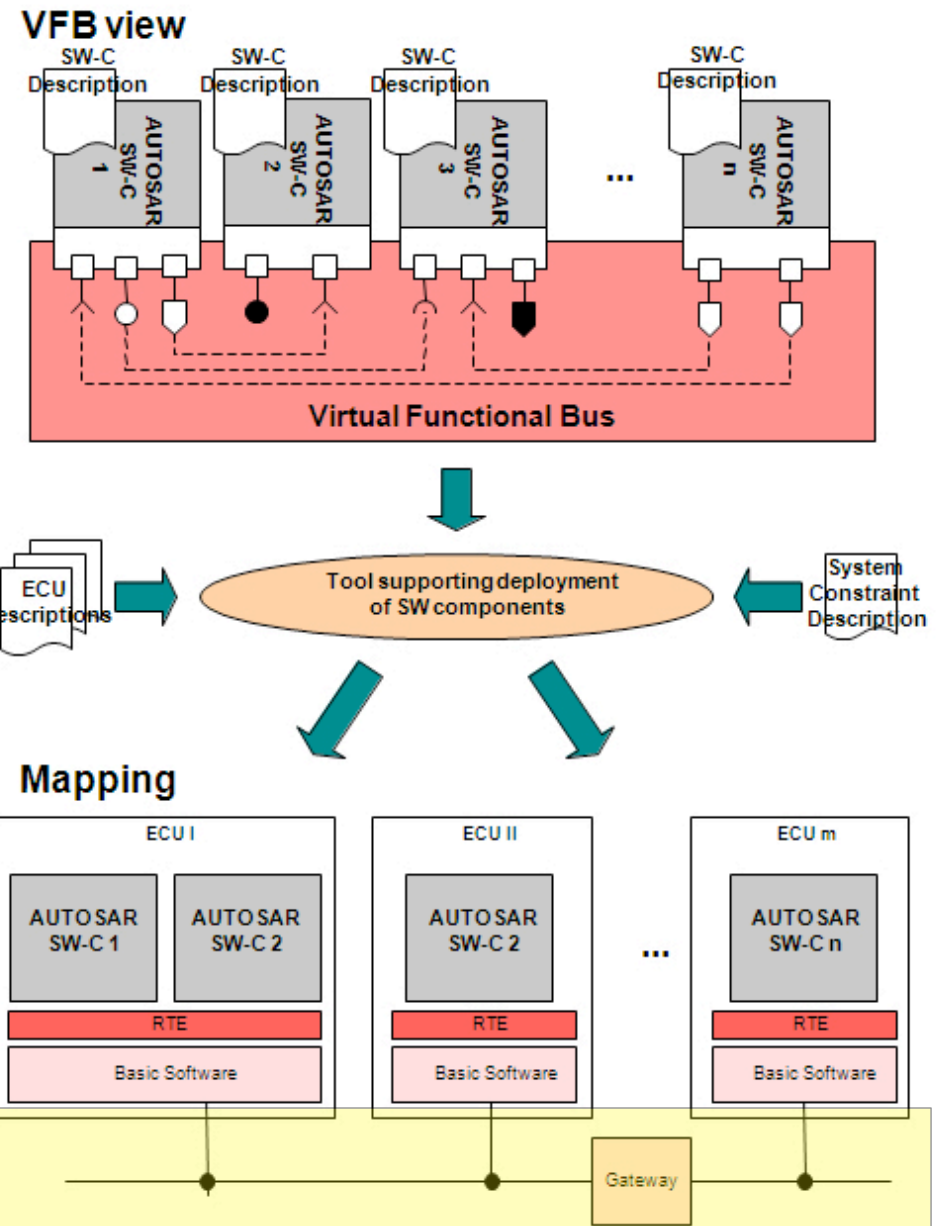 VFB view
SW-C
Description
SW-C
Description
SW-C
Description
SW-C
Description
AUTOSAR
SW-C
1
AUTOSAR
SW-C
2
AUTOSAR
SW-C
3
...
AUTOSAR
SW-C
n
Virtual Functional Bus
ECU
escriptions
Tool supporting deployment
of SW components
System
Constraint
Description
Mapping
ECU I
ECU II
ECU m
AUTOSAR
SW-C 1
AUTOSAR
SW-C 2
AUTOSAR
SW-C 2
...
AUTOSAR
SW-C n
RTE
RTE
RTE
Basic Software
Basic Software
Basic Software
Gateway